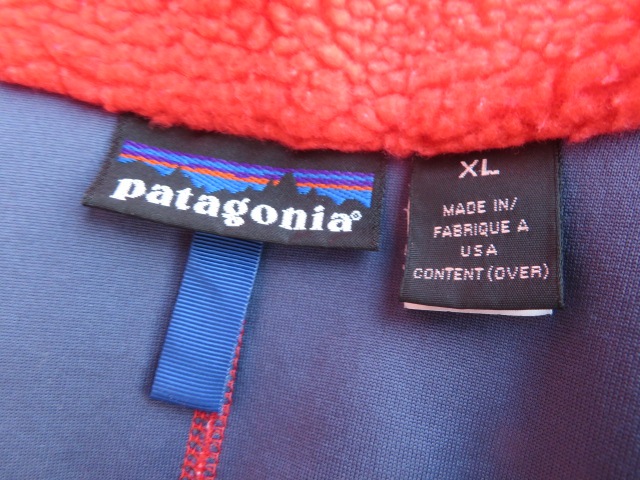 patagonia®
XL
MADE IN/
FABRIQUE A
USA
CONTENT (OVER)